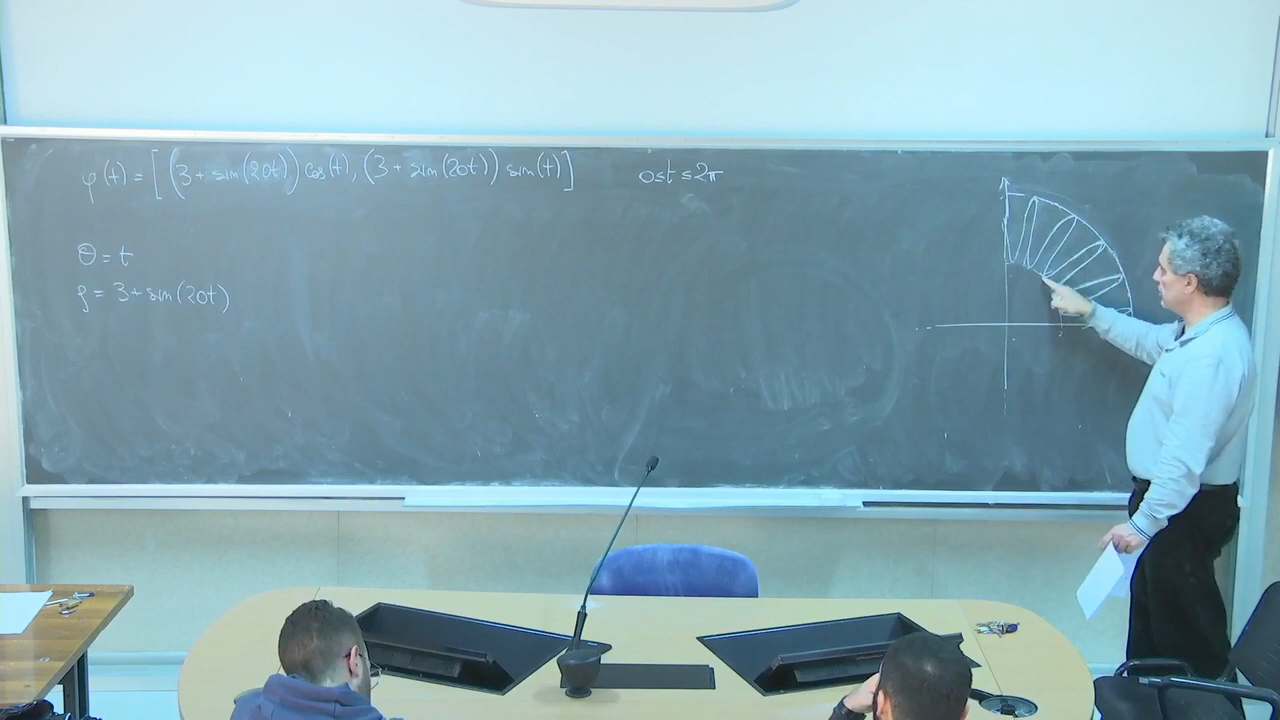 φ(t) = [(3+sin(20t)) cos(t), (3+sin(20t)) sin(t)] 0≤t≤2π
θ = t
ρ = 3+sin(20t)